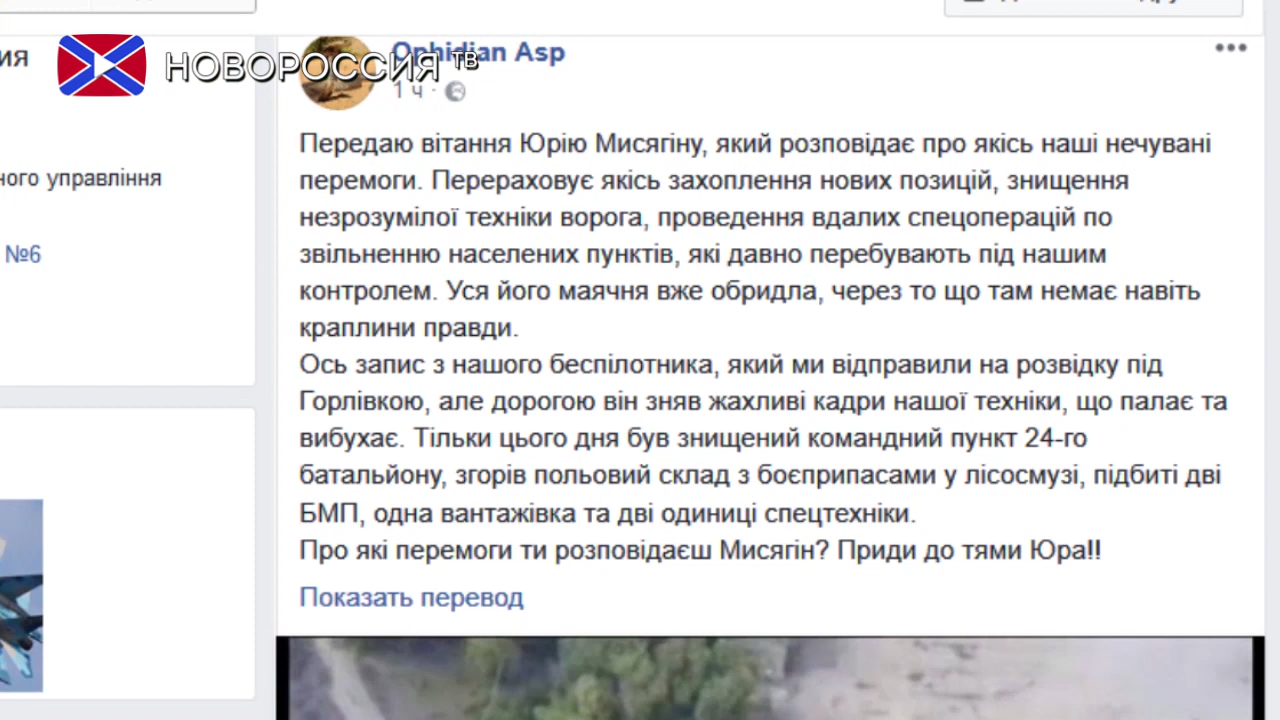 НОВОРОССИЯ ТВ
Ophidian Asp
1 ч ·
ия
ного управління
№6
Передаю вітання Юрію Мисягіну, який розповідає про якісь наші нечувані
перемоги. Перераховує якісь захоплення нових позицій, знищення
незрозумілої техніки ворога, проведення вдалих спецоперацій по
звільненню населених пунктів, які давно перебувають під нашим
контролем. Уся його маячня вже обридла, через то що там немає навіть
краплини правди.
Ось запис з нашого беспілотника, який ми відправили на розвідку під
Горлівкою, але дорогою він зняв жахливі кадри нашої техніки, що палає та
вибухає. Тільки цього дня був знищений командний пункт 24-го
батальйону, згорів польовий склад з боєприпасами у лісосмузі, підбиті дві
БМП, одна вантажівка та дві одиниці спецтехніки.
Про які перемоги ти розповідаєш Мисягін? Приди до тями Юра!!
Показать перевод